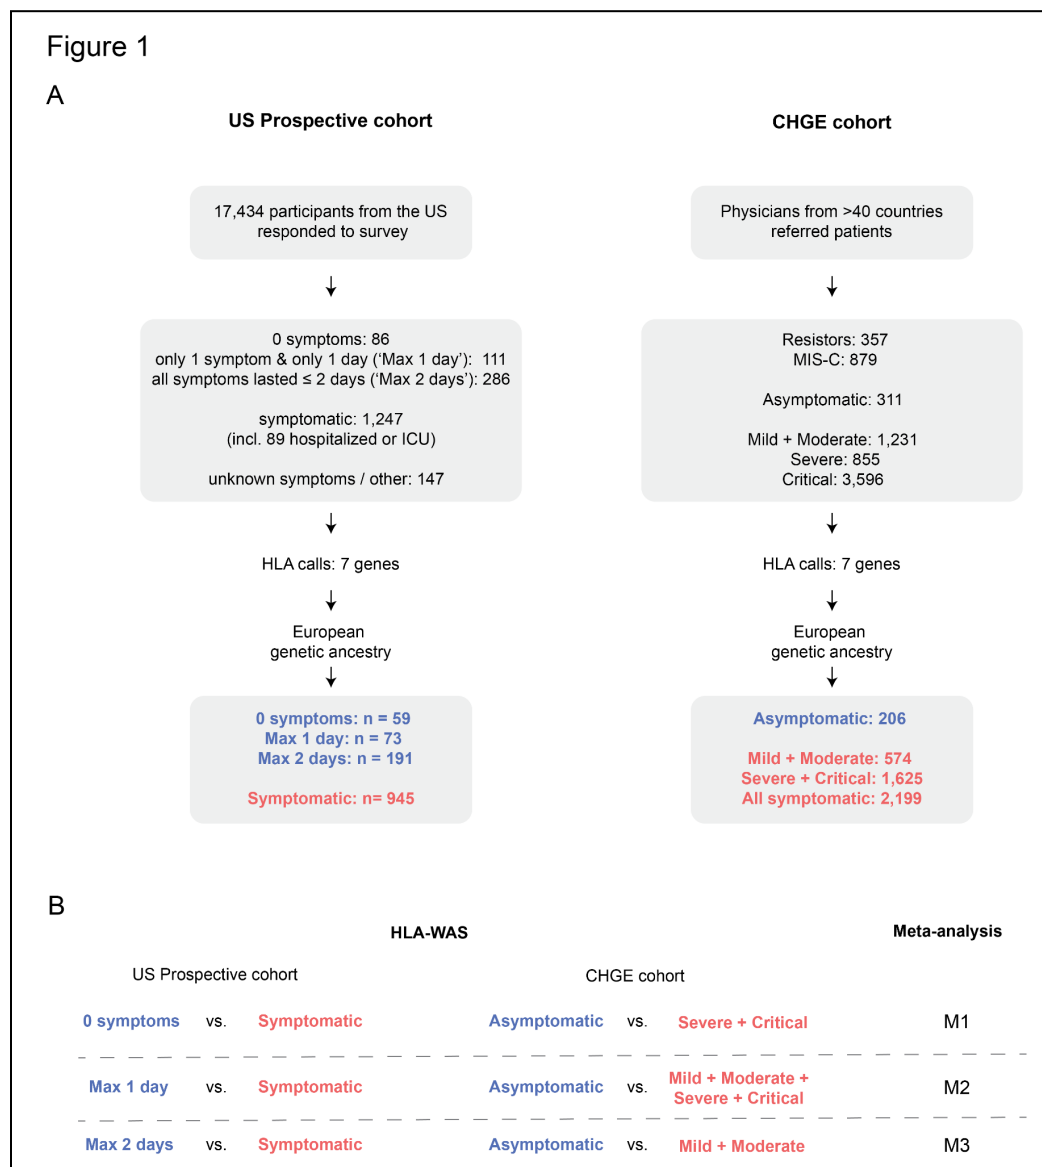 Figure 1
A
US Prospective cohort
17,434 participants from the US
responded to survey
0 symptoms: 86
only 1 symptom & only 1 day (‘Max 1 day’): 111
all symptoms lasted ≤ 2 days (‘Max 2 days’): 286
symptomatic: 1,247
(incl. 89 hospitalized or ICU)
unknown symptoms / other: 147
HLA calls: 7 genes
European
genetic ancestry
0 symptoms: n = 59
Max 1 day: n = 73
Max 2 days: n = 191
Symptomatic: n= 945
CHGE cohort
Physicians from >40 countries
referred patients
Resistors: 357
MIS-C: 879
Asymptomatic: 311
Mild + Moderate: 1,231
Severe: 855
Critical: 3,596
HLA calls: 7 genes
European
genetic ancestry
Asymptomatic: 206
Mild + Moderate: 574
Severe + Critical: 1,625
All symptomatic: 2,199
B
HLA-WAS
Meta-analysis
US Prospective cohort
CHGE cohort
0 symptoms vs. Symptomatic Asymptomatic vs. Severe + Critical M1
Max 1 day vs. Symptomatic Asymptomatic vs. Mild + Moderate +
Severe + Critical M2
Max 2 days vs. Symptomatic Asymptomatic vs. Mild + Moderate M3